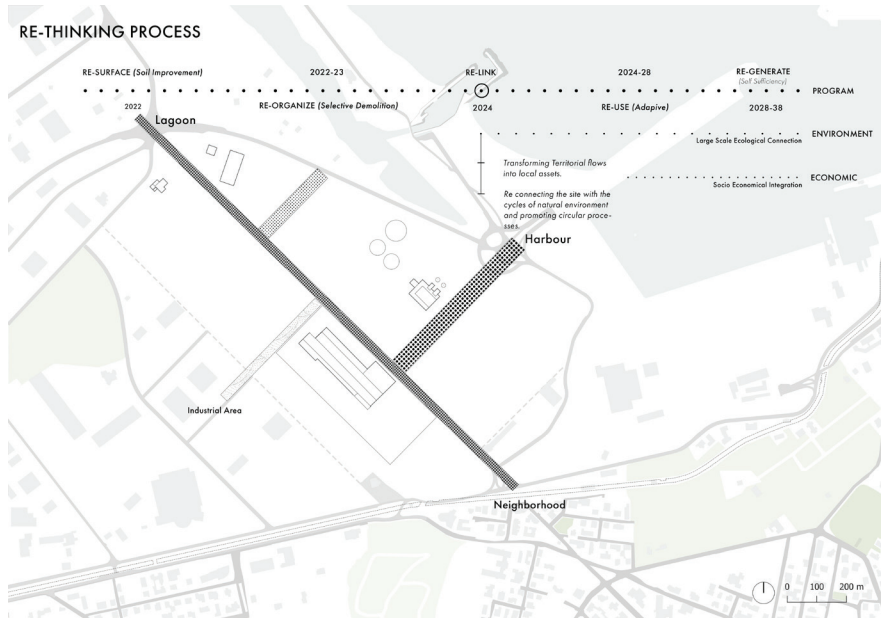 RE-THINKING PROCESS
RE-SURFACE (Soil Improvement)
2022-23
RE-LINK
2024-28
RE-GENERATE
(Self Sufficiency)
PROGRAM
2022
RE-ORGANIZE (Selective Demolition)
2024
RE-USE (Adapive)
2028-38
Lagoon
ENVIRONMENT
Large Scale Ecological Connection
Transforming Territorial flows
into local assets.
ECONOMIC
Socio Economical Integration
Re connecting the site with the
cycles of natural environment
and promoting circular proce-
sses.
Harbour
Industrial Area
Neighborhood
0 100 200 m